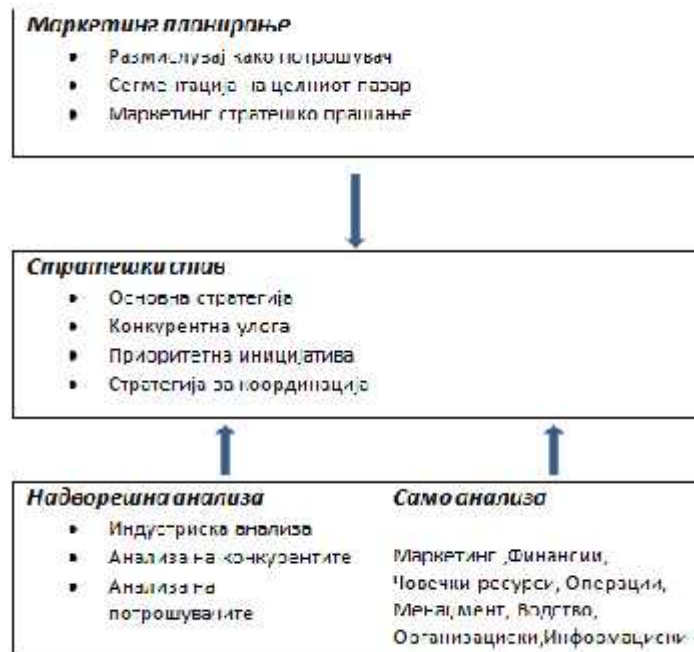 Маркетинг планирање
• Размислувај како потрошувач
• Сегментација на целниот пазар
• Маркетинг стратешко прашање
Стратешки став
• Основна стратегија
• Конкурентна улога
• Приоритетна иницијатива
• Стратегија за координација
Надворешна анализа
• Индустриска анализа
• Анализа на конкурентите
• Анализа на
потрошувачите
Само анализа
Маркетинг ,Финансии,
Човечки ресурси, Операции,
Менаџмент, Водство,
Организациски,Информациски